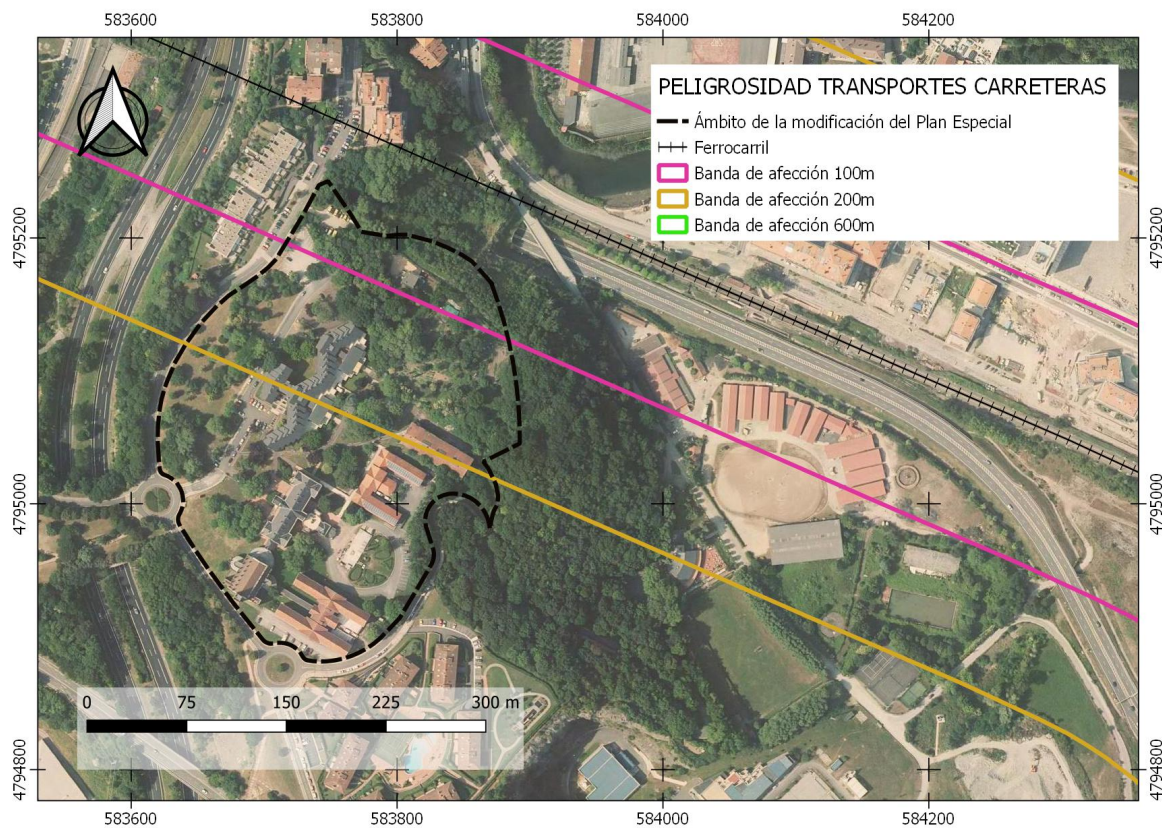 583600 583800 584000 584200
PELIGROSIDAD TRANSPORTES CARRETERAS
Ámbito de la modificación del Plan Especial
Ferrocarril
Banda de afección 100m
Banda de afección 200m
Banda de afección 600m
4795200 4795200
4795000 4795000
0 75 150 225 300 m
4794800 4794800
583600 583800 584000 584200